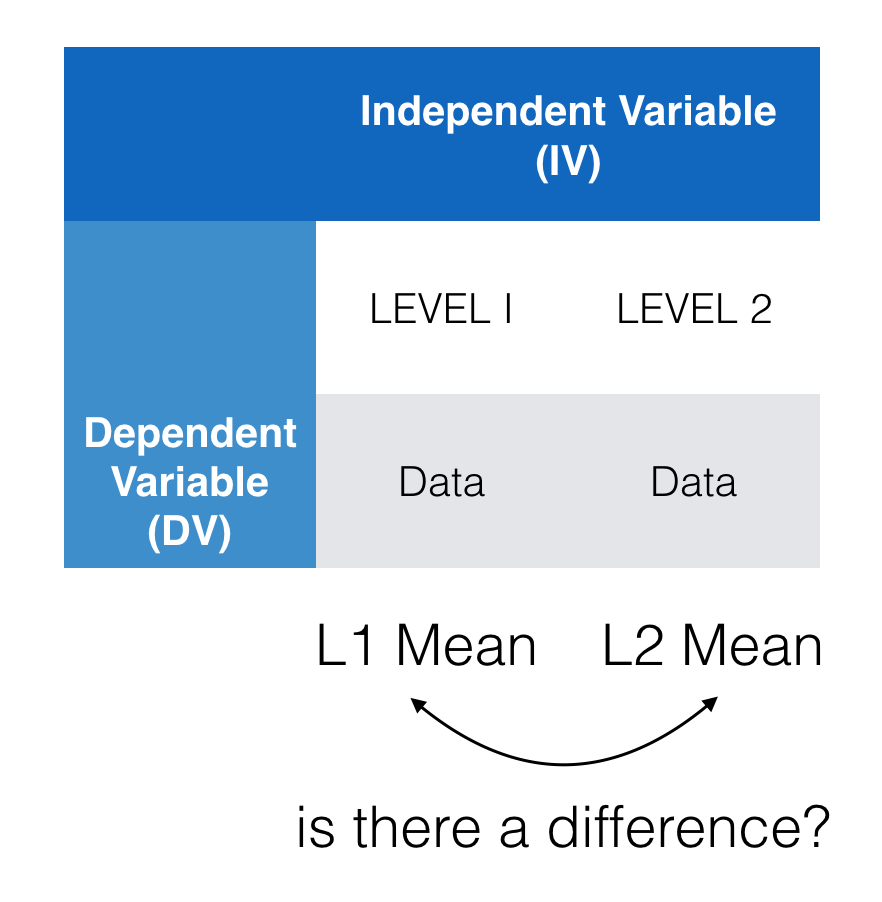 Independent Variable
(IV)
LEVEL I
LEVEL 2
Dependent
Variable
(DV)
Data
Data
L1 Mean
L2 Mean
is there a difference?